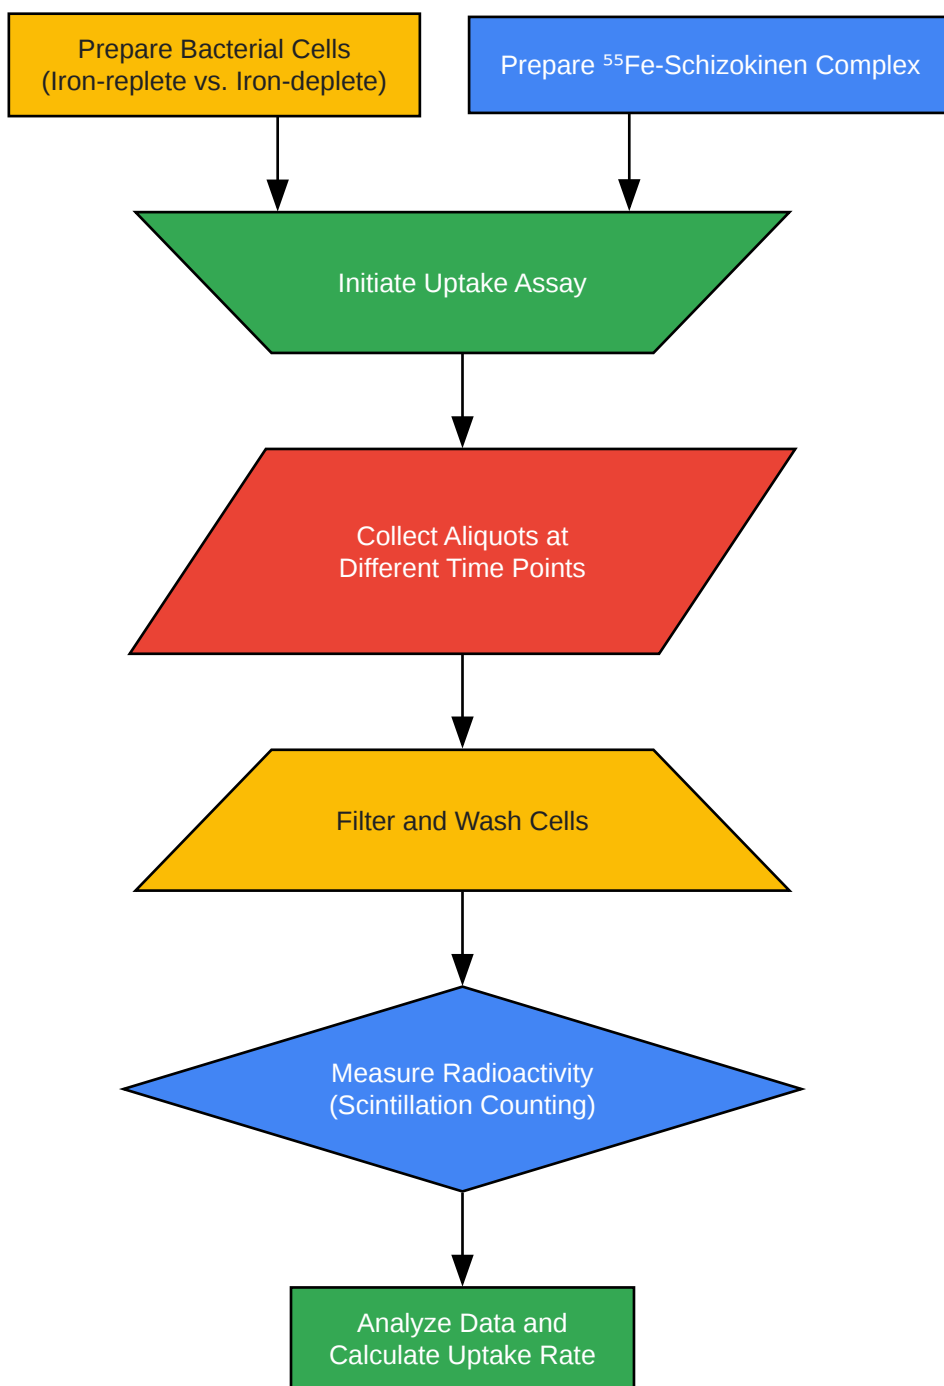 Prepare Bacterial Cells
(Iron-replete vs. Iron-deplete)
Prepare ⁵⁵Fe-Schizokinen Complex
Initiate Uptake Assay
Collect Aliquots at
Different Time Points
Filter and Wash Cells
Measure Radioactivity
(Scintillation Counting)
Analyze Data and
Calculate Uptake Rate